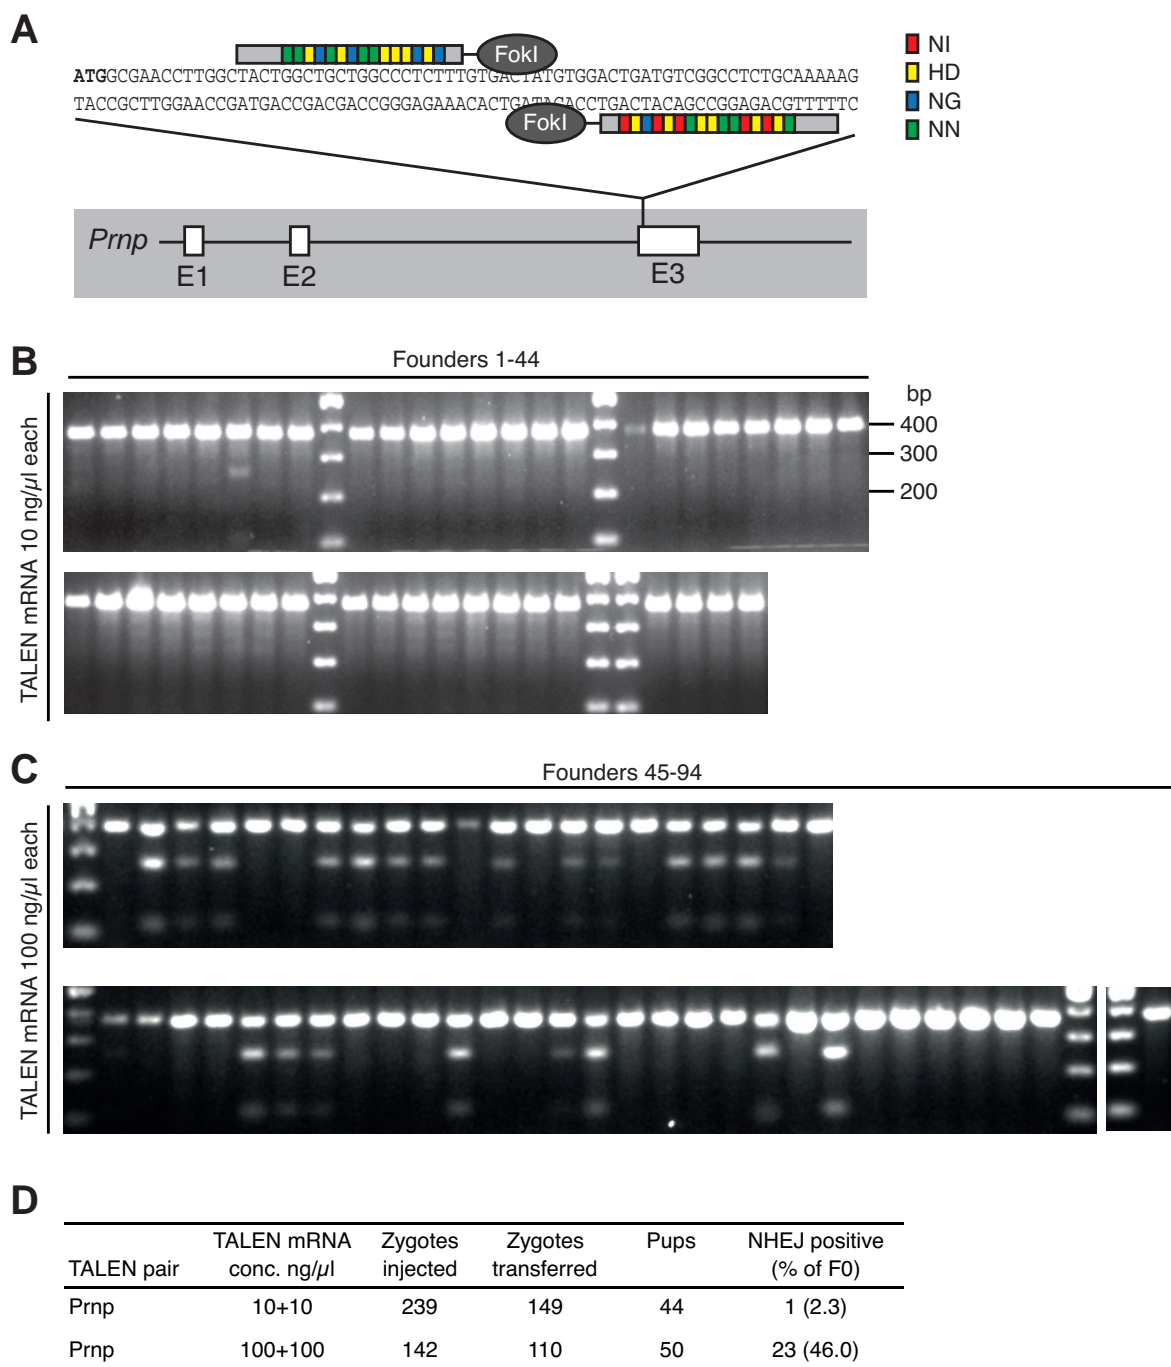 A
FokI
NI
HD
NG
NN
ATGGCGAACCTTGGCTACTGGCTGCTGGCCCTCTTTGTGACTATGTGGACTGATGTCGGCCTCTGCAAAAAG
TACCGCTTGGAACCGATGACCGACGACCGGGAGAAACACTGATACACCTGACTACAGCCGGAGACGTTTTTC
FokI
Prnp
E1
E2
E3
B
Founders 1-44
TALEN mRNA 10 ng/µl each
bp
400
300
200
C
Founders 45-94
TALEN mRNA 100 ng/µl each
D
TALEN pair TALEN mRNA conc. ng/µl Zygotes injected Zygotes transferred Pups NHEJ positive (% of F0)
Prnp 10+10 239 149 44 1 (2.3)
Prnp 100+100 142 110 50 23 (46.0)